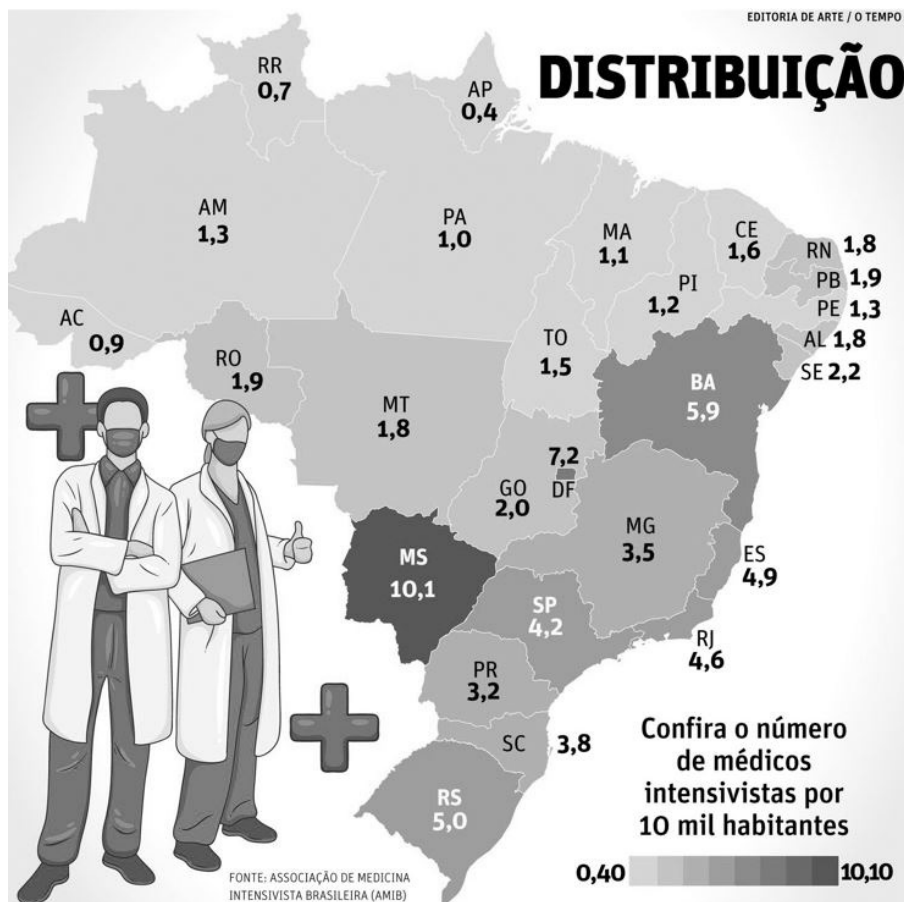 EDITORIA DE ARTE / O TEMPO
DISTRIBUIÇÃO
RR
0,7
AP
0,4
AM
1,3
PA
1,0
MA
1,1
CE
1,6
RN 1,8
PB 1,9
PE 1,3
AL 1,8
SE 2,2
PI
1,2
AC
0,9
RO
1,9
TO
1,5
BA
5,9
MT
1,8
7,2
DF
GO
2,0
MG
3,5
ES
4,9
MS
10,1
SP
4,2
RJ
4,6
PR
3,2
SC 3,8
RS
5,0
Confira o número
de médicos
intensivistas por
10 mil habitantes
0,40 10,10
FONTE: ASSOCIAÇÃO DE MEDICINA
INTENSIVISTA BRASILEIRA (AMIB)